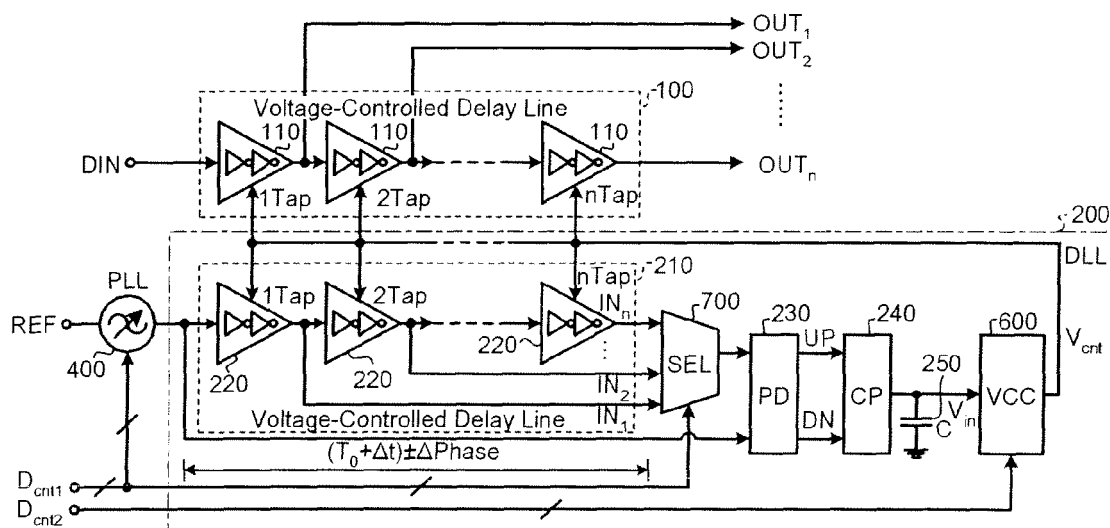 OUT₁
OUT₂
Voltage-Controlled Delay Line
100
110 110 110
DIN
OUTₙ
1Tap 2Tap nTap
200
DLL
PLL
nTap 210
1Tap 2Tap INₙ 700
REF
230 240 600
UP
Vcnt
400
220 220 220
SEL
250
IN₂
PD CP VCC
C Vin
IN₁
Voltage-Controlled Delay Line
DN
(T₀+Δt)±ΔPhase
Dcnt1
Dcnt2